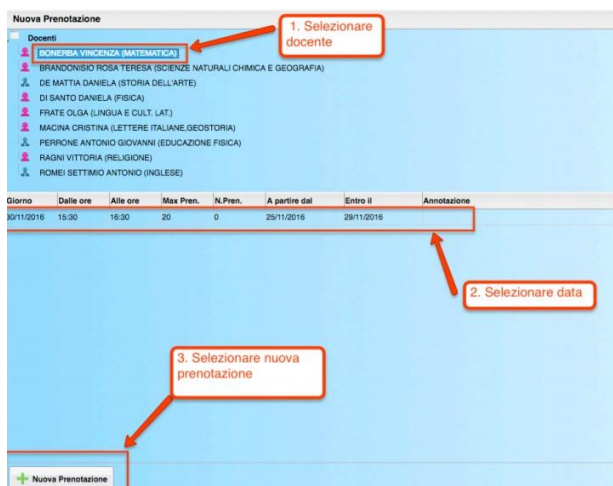 Nuova Prenotazione
1. Selezionare
docente
Docenti
BONERBA VINCENZA (MATEMATICA)
BRANDONISIO ROSA TERESA (SCIENZE NATURALI CHIMICA E GEOGRAFIA)
DE MATTIA DANIELA (STORIA DELL'ARTE)
DI SANTO DANIELA (FISICA)
FRATE OLGA (LINGUA E CULT. LAT.)
MACINA CRISTINA (LETTERE ITALIANE,GEOSTORIA)
PERRONE ANTONIO GIOVANNI (EDUCAZIONE FISICA)
RAGNI VITTORIA (RELIGIONE)
ROMEI SETTIMIO ANTONIO (INGLESE)
Giorno Dalle ore Alle ore Max Pren. N.Pren. A partire dal Entro il Annotazione
30/11/2016 15:30 16:30 20 0 25/11/2016 29/11/2016
2. Selezionare data
3. Selezionare nuova
prenotazione
Nuova Prenotazione